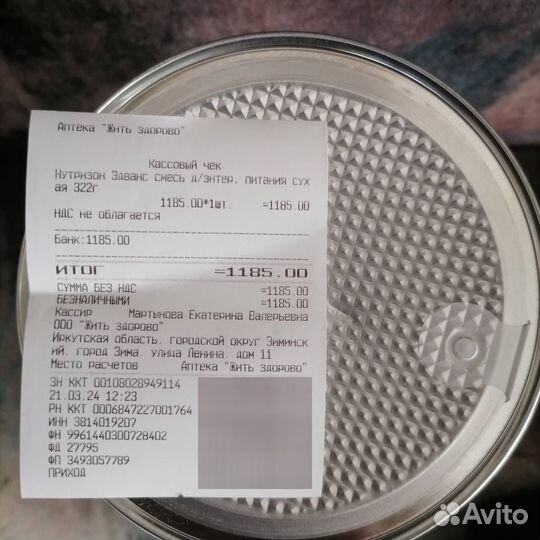 Аптека "Жить здорово"
Кассовый чек
Нутризон Эдванс смесь д/энтер. питания сух
ая 322г
1185.00*1шт. =1185.00
НДС не облагается
Банк:1185.00
ИТОГ =1185.00
СУММА БЕЗ НДС =1185.00
БЕЗНАЛИЧНЫМИ =1185.00
Кассир Мартынова Екатерина Валерьевна
ООО "Жить здорово"
Иркутская область, городской округ Зиминск
ий, город Зима, улица Ленина, дом 11
Место расчетов Аптека "Жить здорово"
ЗН ККТ 00108028949114
21.03.24 12:23
РН ККТ 0006847227001764
ИНН 3814019207
ФН 9961440300728402
ФД 27795
ФП 3493057789
ПРИХОД
Avito